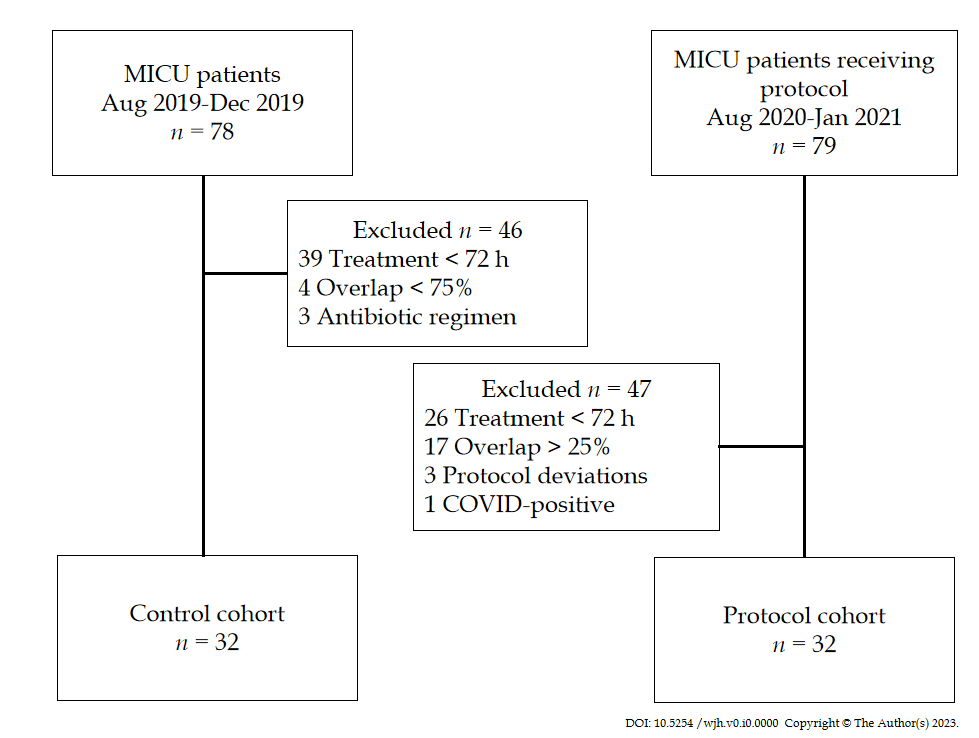 MICU patients
Aug 2019-Dec 2019
n = 78
MICU patients receiving
protocol
Aug 2020-Jan 2021
n = 79
Excluded n = 46
39 Treatment < 72 h
4 Overlap < 75%
3 Antibiotic regimen
Excluded n = 47
26 Treatment < 72 h
17 Overlap > 25%
3 Protocol deviations
1 COVID-positive
Control cohort
n = 32
Protocol cohort
n = 32
DOI: 10.5254 /wjh.v0.i0.0000 Copyright © The Author(s) 2023.